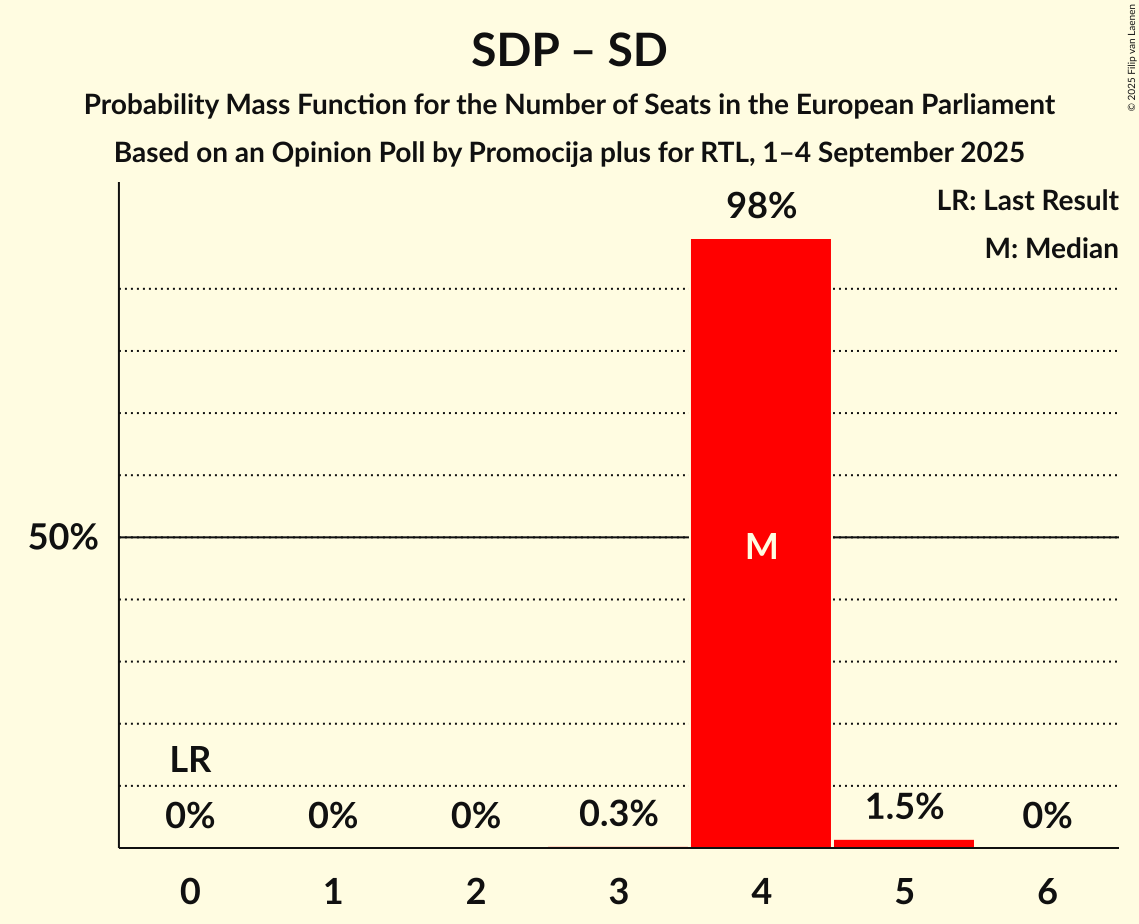 SDP – SD
Probability Mass Function for the Number of Seats in the European Parliament
Based on an Opinion Poll by Promocija plus for RTL, 1–4 September 2025
© 2025 Filip van Laenen
LR: Last Result
M: Median
98%
50%
M
LR
0%
0%
0%
0.3%
1.5%
0%
0
1
2
3
4
5
6